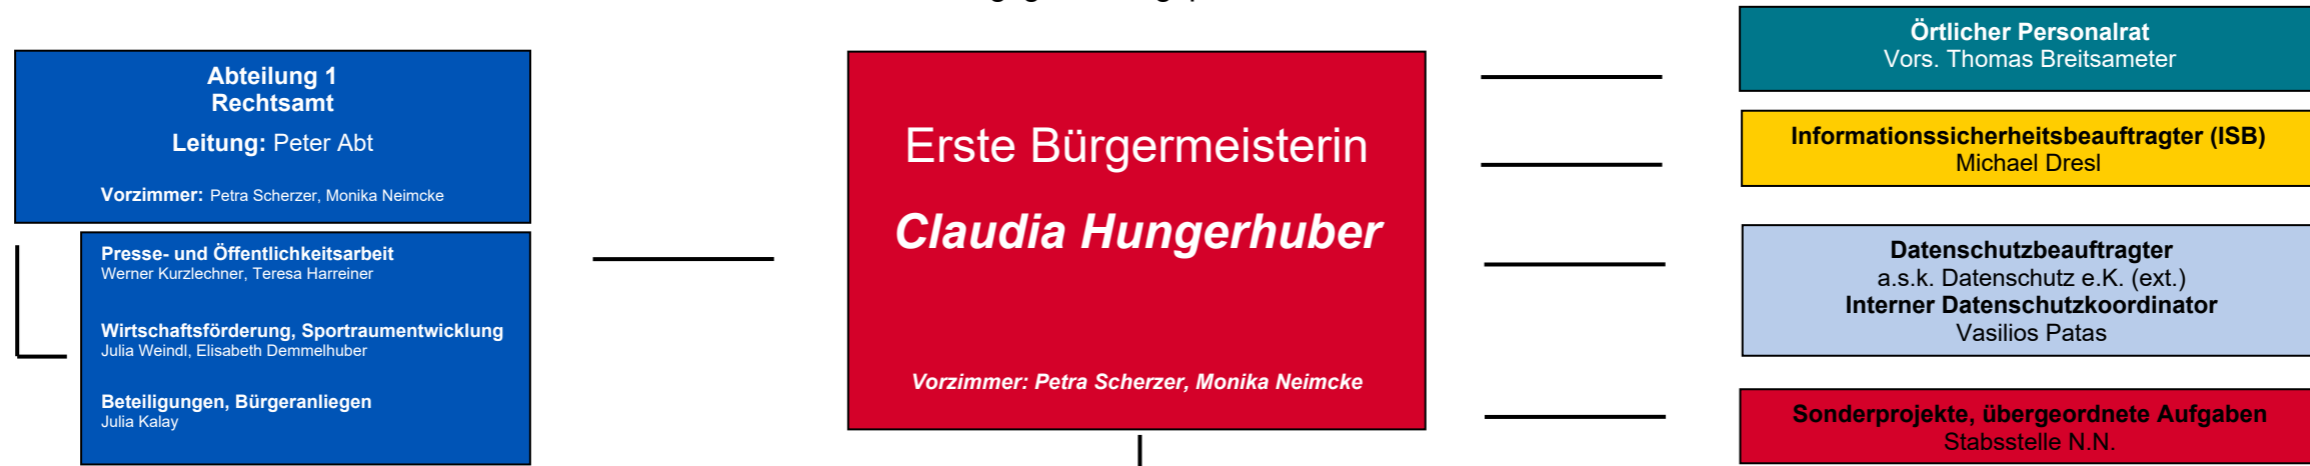 Abteilung 1
Rechtsamt
Leitung: Peter Abt
Vorzimmer: Petra Scherzer, Monika Neimcke
Presse- und Öffentlichkeitsarbeit
Werner Kurzlechner, Teresa Harreiner
Wirtschaftsförderung, Sportraumentwicklung
Julia Weindl, Elisabeth Demmelhuber
Beteiligungen, Bürgeranliegen
Julia Kalay
Erste Bürgermeisterin
Claudia Hungerhuber
Vorzimmer: Petra Scherzer, Monika Neimcke
Örtlicher Personalrat
Vors. Thomas Breitsameter
Informationssicherheitsbeauftragter (ISB)
Michael Dresl
Datenschutzbeauftragter
a.s.k. Datenschutz e.K. (ext.)
Interner Datenschutzkoordinator
Vasilios Patas
Sonderprojekte, übergeordnete Aufgaben
Stabsstelle N.N.